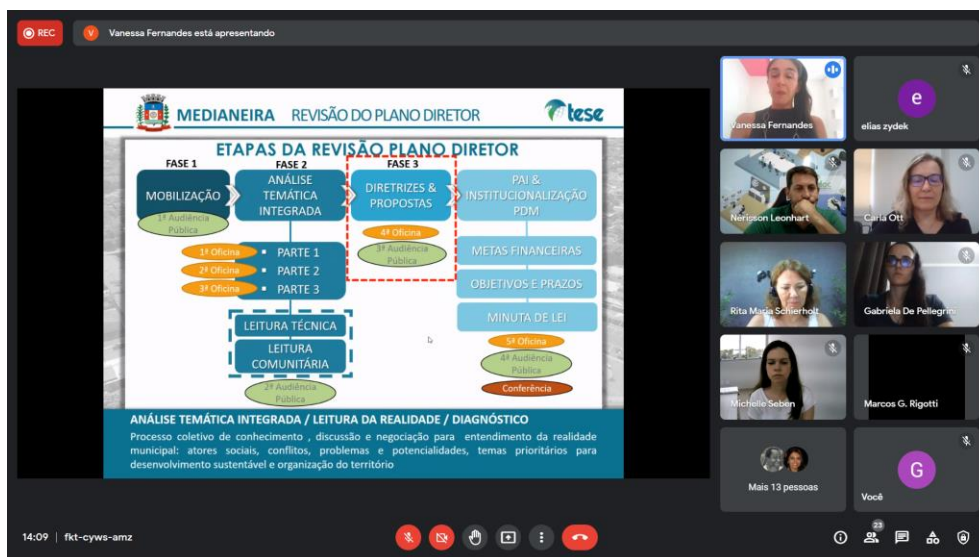 REC
V
Vanessa Fernandes está apresentando
MEDIANEIRA REVISÃO DO PLANO DIRETOR
tese
ETAPAS DA REVISÃO PLANO DIRETOR
FASE 1
MOBILIZAÇÃO
1ª Audiência
Pública
FASE 2
ANÁLISE
TEMÁTICA
INTEGRADA
1ª Oficina
PARTE 1
2ª Oficina
PARTE 2
3ª Oficina
PARTE 3
LEITURA TÉCNICA
LEITURA
COMUNITÁRIA
2ª Audiência
Pública
FASE 3
DIRETRIZES &
PROPOSTAS
4ª Oficina
3ª Audiência
Pública
PAI &
INSTITUCIONALIZAÇÃO
PDM
METAS FINANCEIRAS
OBJETIVOS E PRAZOS
MINUTA DE LEI
5ª Oficina
4ª Audiência
Pública
Conferência
ANÁLISE TEMÁTICA INTEGRADA / LEITURA DA REALIDADE / DIAGNÓSTICO
Processo coletivo de conhecimento , discussão e negociação para entendimento da realidade
municipal: atores sociais, conflitos, problemas e potencialidades, temas prioritários para
desenvolvimento sustentável e organização do território
Vanessa Fernandes
e
elias zydek
Nérisson Leonhart
Carla Ott
Rita Maria Schierholt
Gabriela De Pellegrini
Michelle Seben
Marcos G. Rigotti
Mais 13 pessoas
G
Você
14:09 | fkt-cyws-amz
23